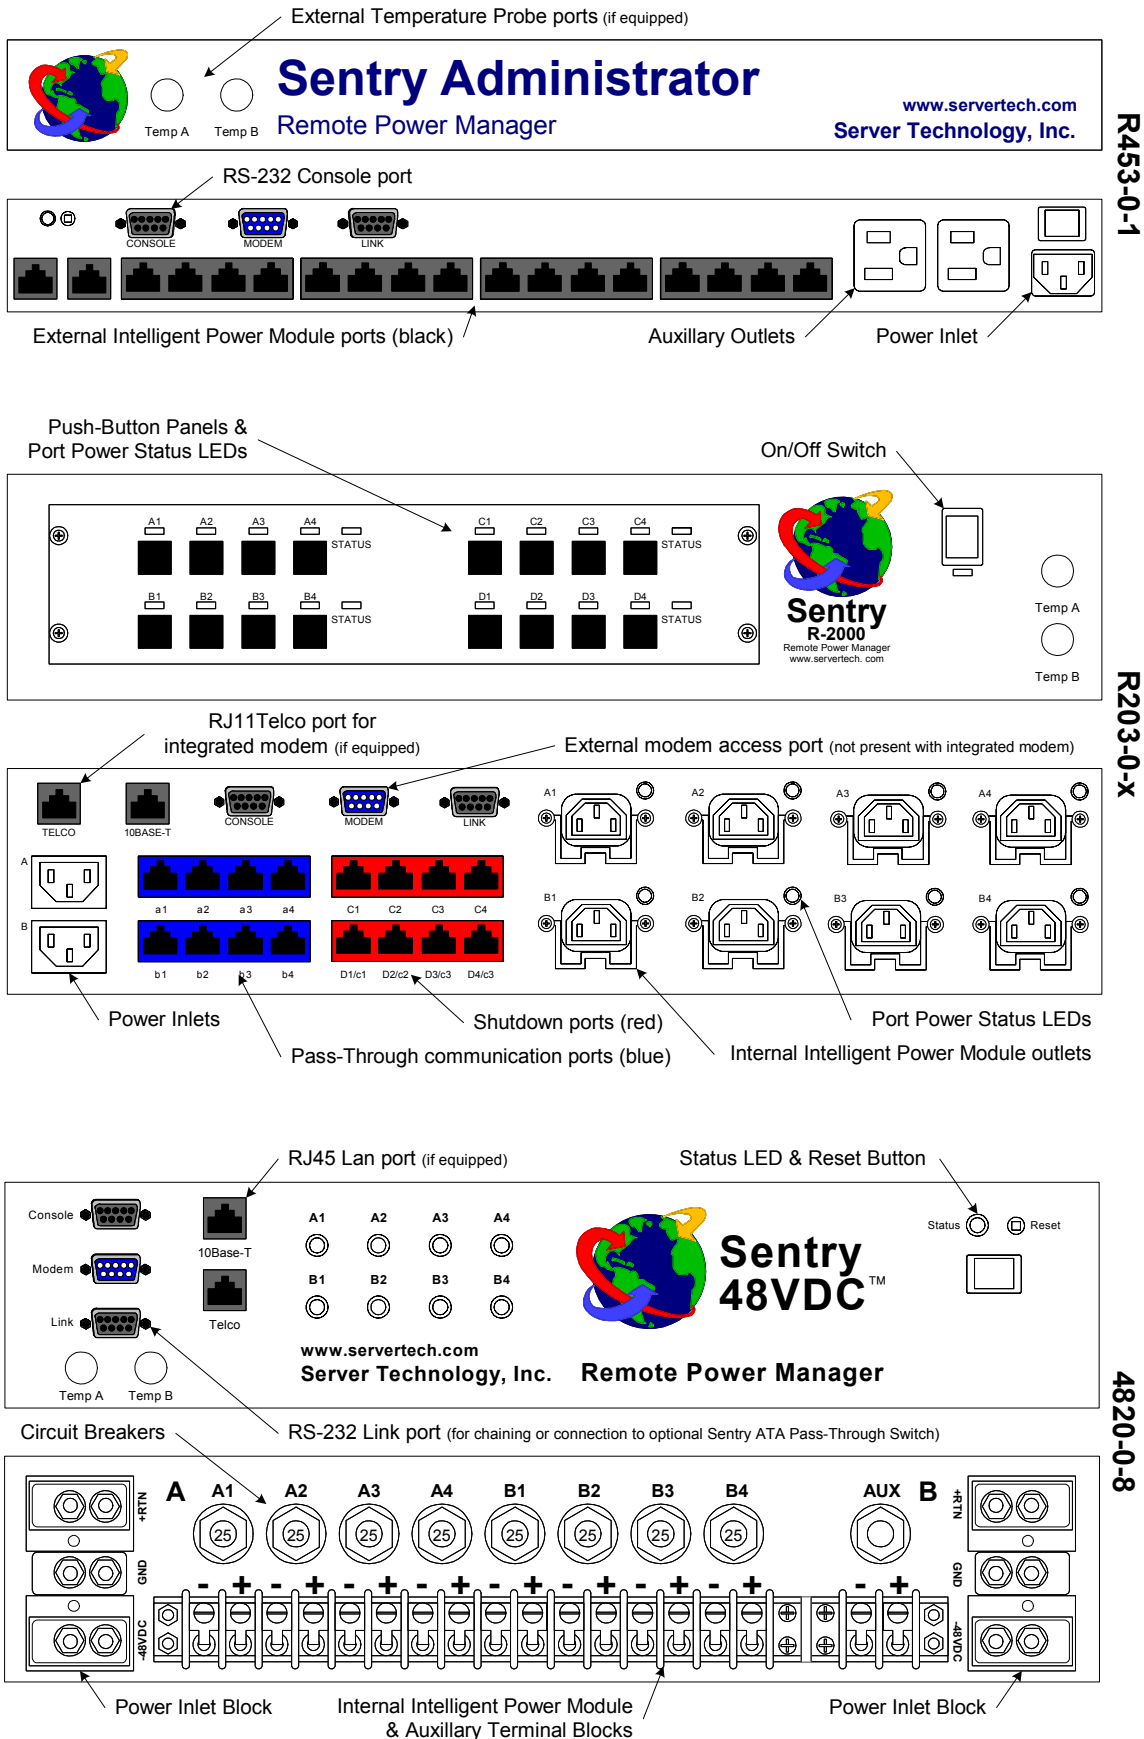 External Temperature Probe ports (if equipped)
Sentry Administrator
Remote Power Manager
www.servertech.com
Server Technology, Inc.
Temp A Temp B
R453-0-1
RS-232 Console port
CONSOLE MODEM LINK
External Intelligent Power Module ports (black)
Auxillary Outlets
Power Inlet
Push-Button Panels &
Port Power Status LEDs
On/Off Switch
A1 A2 A3 A4 STATUS
C1 C2 C3 C4 STATUS
B1 B2 B3 B4 STATUS
D1 D2 D3 D4 STATUS
Sentry
R-2000
Remote Power Manager
www.servertech. com
Temp A
Temp B
R203-0-x
RJ11Telco port for
integrated modem (if equipped)
External modem access port (not present with integrated modem)
TELCO 10BASE-T CONSOLE MODEM LINK
A1 A2 A3 A4
A
a1 a2 a3 a4 C1 C2 C3 C4
B1 B2 B3 B4
B
b1 b2 b3 b4 D1/c1 D2/c2 D3/c3 D4/c3
Power Inlets
Shutdown ports (red)
Port Power Status LEDs
Pass-Through communication ports (blue)
Internal Intelligent Power Module outlets
RJ45 Lan port (if equipped)
Status LED & Reset Button
Console
Modem
Link
10Base-T
Telco
Temp A Temp B
A1 A2 A3 A4
B1 B2 B3 B4
www.servertech.com
Server Technology, Inc.
Sentry
48VDC™
Remote Power Manager
Status Reset
4820-0-8
Circuit Breakers
RS-232 Link port (for chaining or connection to optional Sentry ATA Pass-Through Switch)
+RTN
GND
-48VDC
A A1 A2 A3 A4 B1 B2 B3 B4 AUX B
25 25 25 25 25 25 25 25
- + - + - + - + - + - + - + - + - +
+RTN
GND
-48VDC
Power Inlet Block
Internal Intelligent Power Module
& Auxillary Terminal Blocks
Power Inlet Block